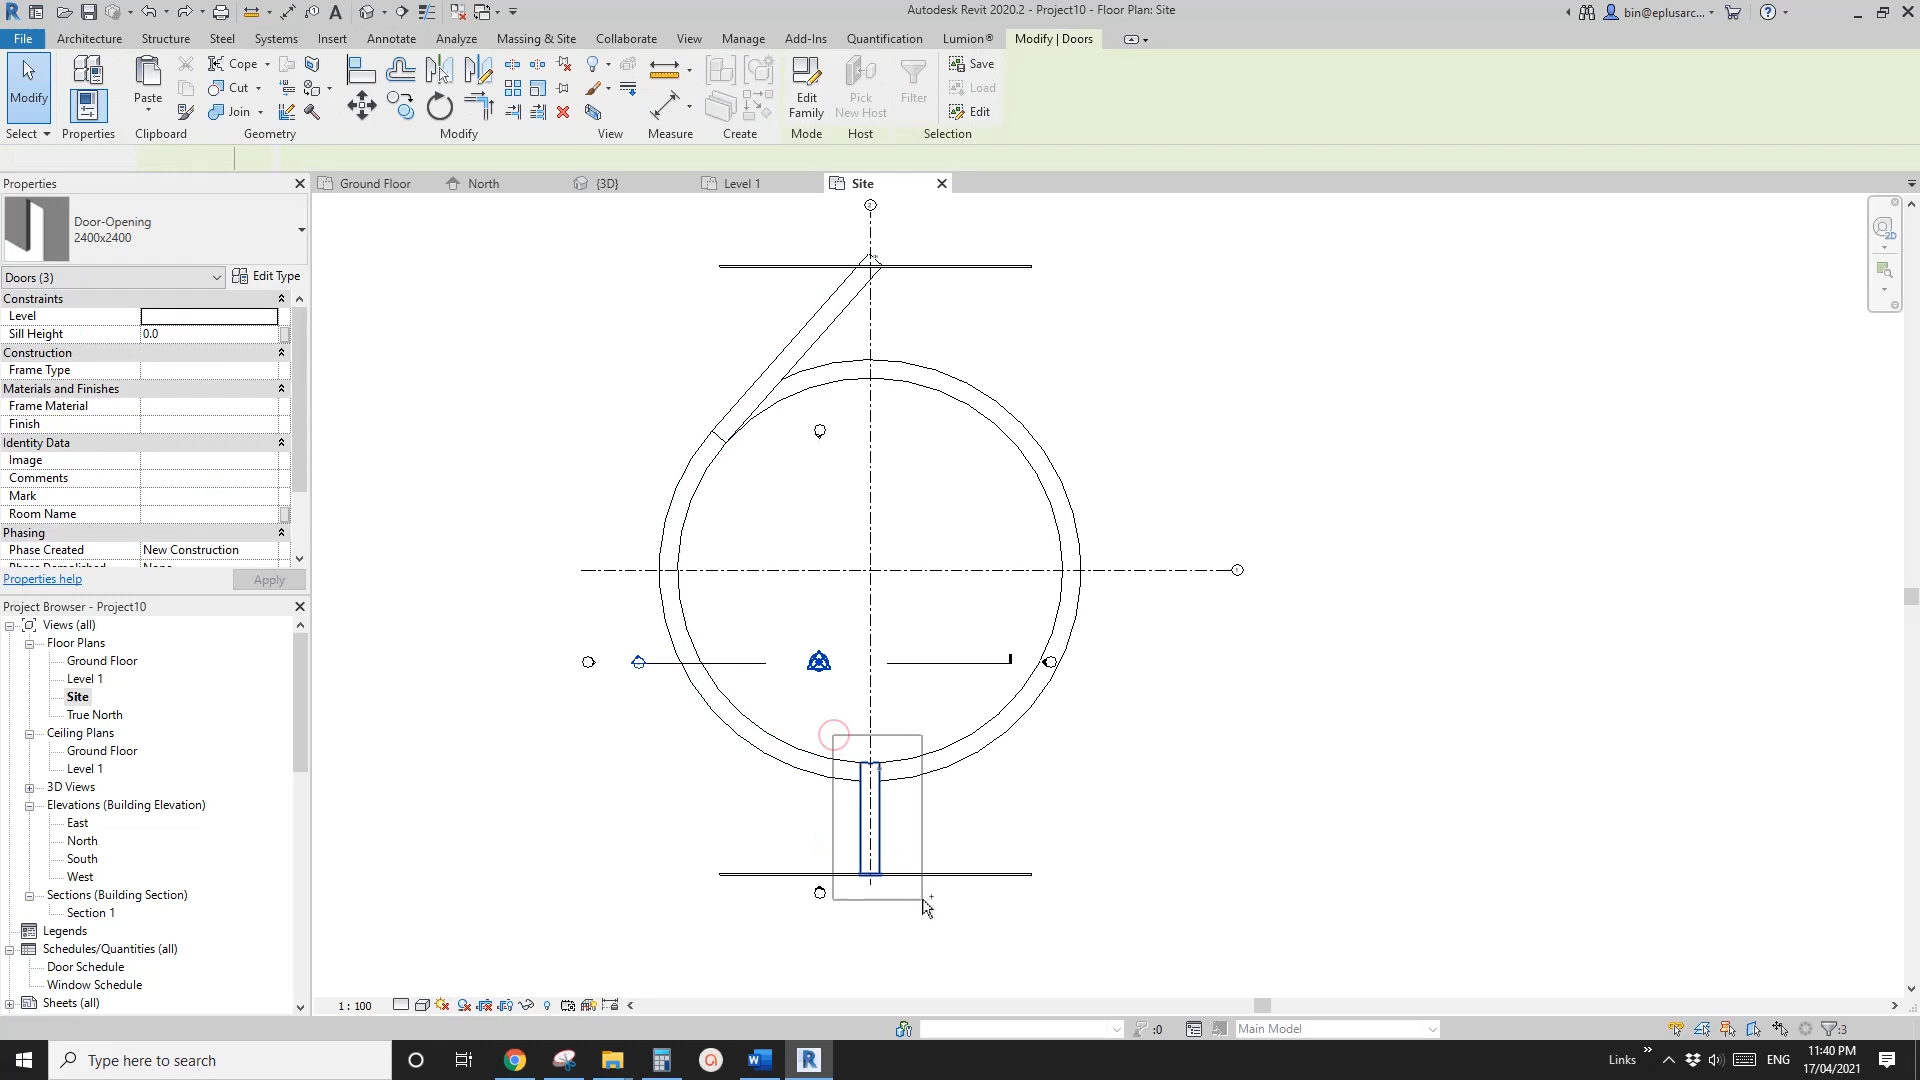 Autodesk Revit 2020.2 - Project10 - Floor Plan: Site
bin@eplusarc...
File Architecture Structure Steel Systems Insert Annotate Analyze Massing & Site Collaborate View Manage Add-Ins Quantification Lumion® Modify | Doors
Modify
Select
Properties
Paste
Clipboard
Cope
Cut
Join
Geometry
Modify
View
Measure
Create
Edit
Family
Mode
Pick
New Host
Host
Filter
Save
Load
Edit
Selection
Properties
Ground Floor North {3D} Level 1 Site
Door-Opening
2400x2400
Doors (3) Edit Type
Constraints
Level
Sill Height 0.0
Construction
Frame Type
Materials and Finishes
Frame Material
Finish
Identity Data
Image
Comments
Mark
Room Name
Phasing
Phase Created New Construction
Properties help Apply
Project Browser - Project10
Views (all)
Floor Plans
Ground Floor
Level 1
Site
True North
Ceiling Plans
Ground Floor
Level 1
3D Views
Elevations (Building Elevation)
East
North
South
West
Sections (Building Section)
Section 1
Legends
Schedules/Quantities (all)
Door Schedule
Window Schedule
Sheets (all)
1 : 100
:0
Main Model
:3
Type here to search
Links
ENG
11:40 PM
17/04/2021